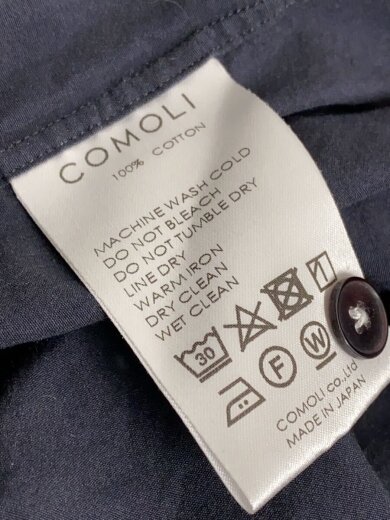 COMOLI
100% COTTON
MACHINE WASH COLD
DO NOT BLEACH
DO NOT TUMBLE DRY
LINE DRY
WARM IRON
DRY CLEAN
WET CLEAN
30
F W
COMOLI co.,Ltd
MADE IN JAPAN